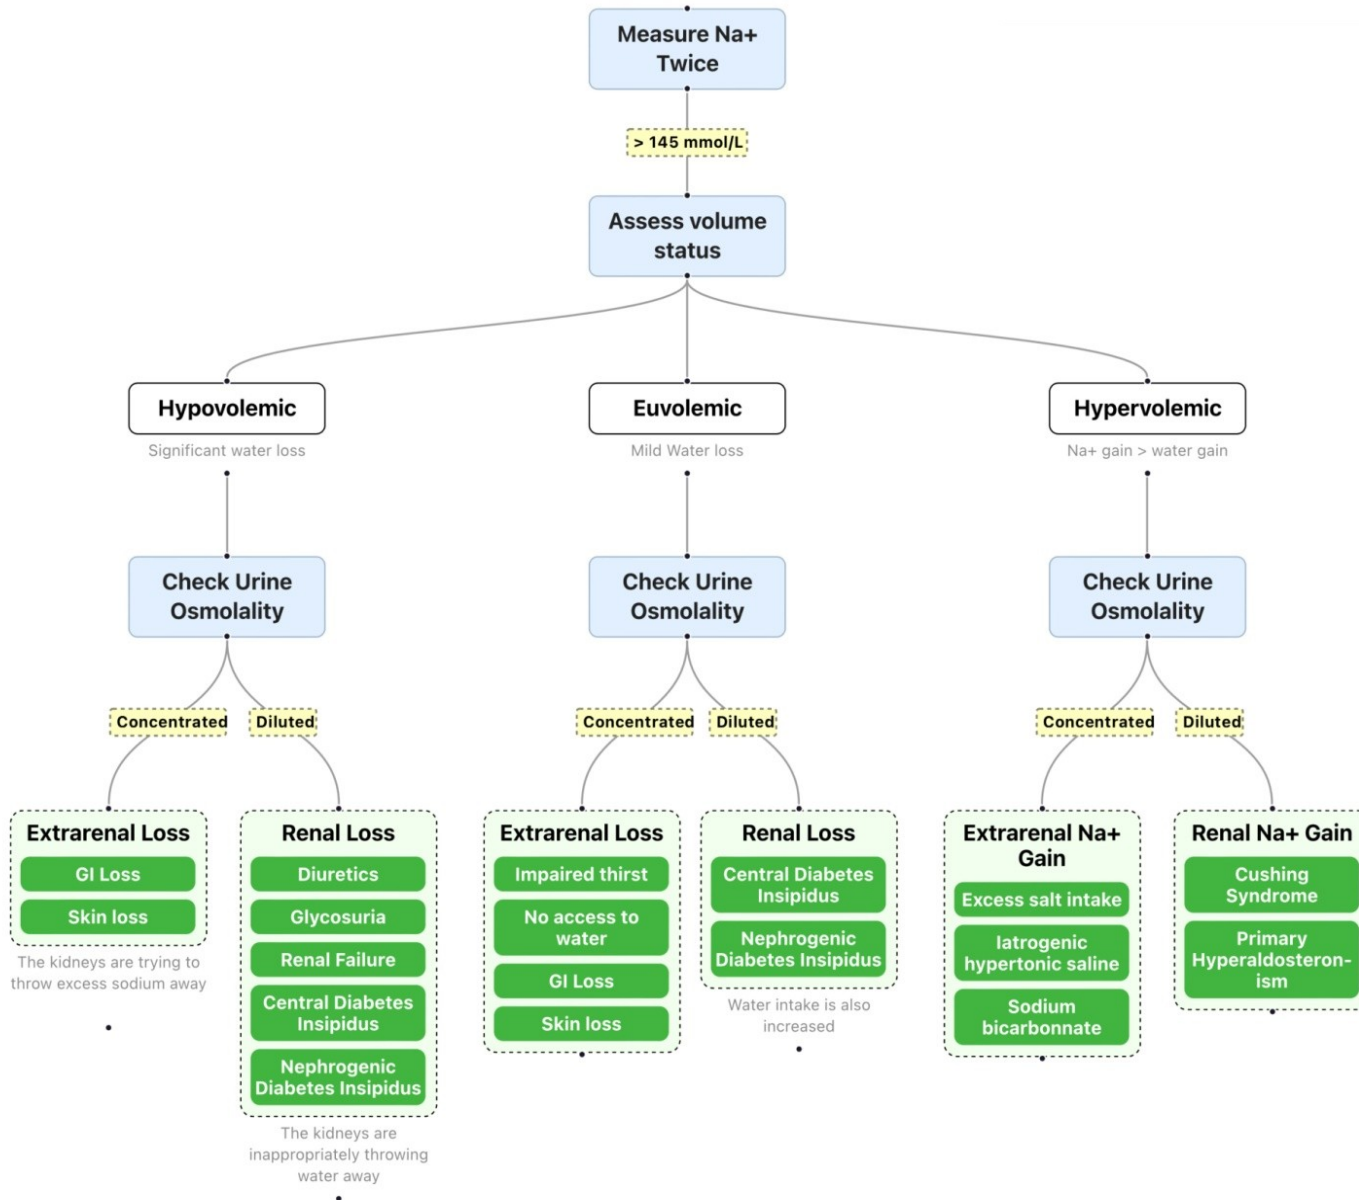 Measure Na+
Twice
> 145 mmol/L
Assess volume
status
Hypovolemic
Significant water loss
Euvolemic
Mild Water loss
Hypervolemic
Na+ gain > water gain
Check Urine
Osmolality
Check Urine
Osmolality
Check Urine
Osmolality
Concentrated
Diluted
Concentrated
Diluted
Concentrated
Diluted
Extrarenal Loss
GI Loss
Skin loss
The kidneys are trying to
throw excess sodium away
Renal Loss
Diuretics
Glycosuria
Renal Failure
Central Diabetes
Insipidus
Nephrogenic
Diabetes Insipidus
The kidneys are
inappropriately throwing
water away
Extrarenal Loss
Impaired thirst
No access to
water
GI Loss
Skin loss
Renal Loss
Central Diabetes
Insipidus
Nephrogenic
Diabetes Insipidus
Water intake is also
increased
Extrarenal Na+
Gain
Excess salt intake
Iatrogenic
hypertonic saline
Sodium
bicarbonnate
Renal Na+ Gain
Cushing
Syndrome
Primary
Hyperaldosteron-
ism